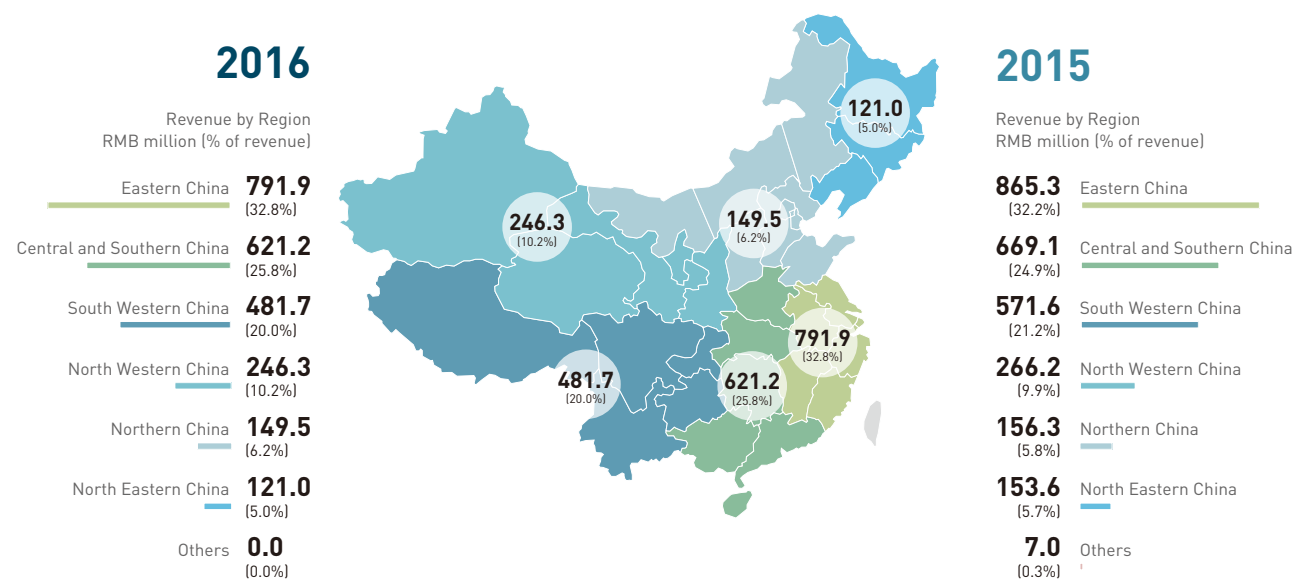 2016
Revenue by Region
RMB million (% of revenue)
Eastern China 791.9
(32.8%)
Central and Southern China 621.2
(25.8%)
South Western China 481.7
(20.0%)
North Western China 246.3
(10.2%)
Northern China 149.5
(6.2%)
North Eastern China 121.0
(5.0%)
Others 0.0
(0.0%)
121.0
(5.0%)
246.3
(10.2%)
149.5
(6.2%)
791.9
(32.8%)
481.7
(20.0%)
621.2
(25.8%)
2015
Revenue by Region
RMB million (% of revenue)
865.3 Eastern China
(32.2%)
669.1 Central and Southern China
(24.9%)
571.6 South Western China
(21.2%)
266.2 North Western China
(9.9%)
156.3 Northern China
(5.8%)
153.6 North Eastern China
(5.7%)
7.0 Others
(0.3%)